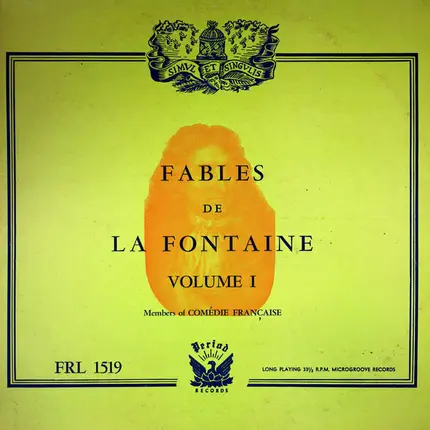 SIMVL ET SINGVLIS
FABLES
DE
LA FONTAINE
VOLUME I
Members of COMÉDIE FRANÇAISE
FRL 1519
Period
RECORDS
LONG PLAYING 33⅓ R.P.M. MICROGROOVE RECORDS